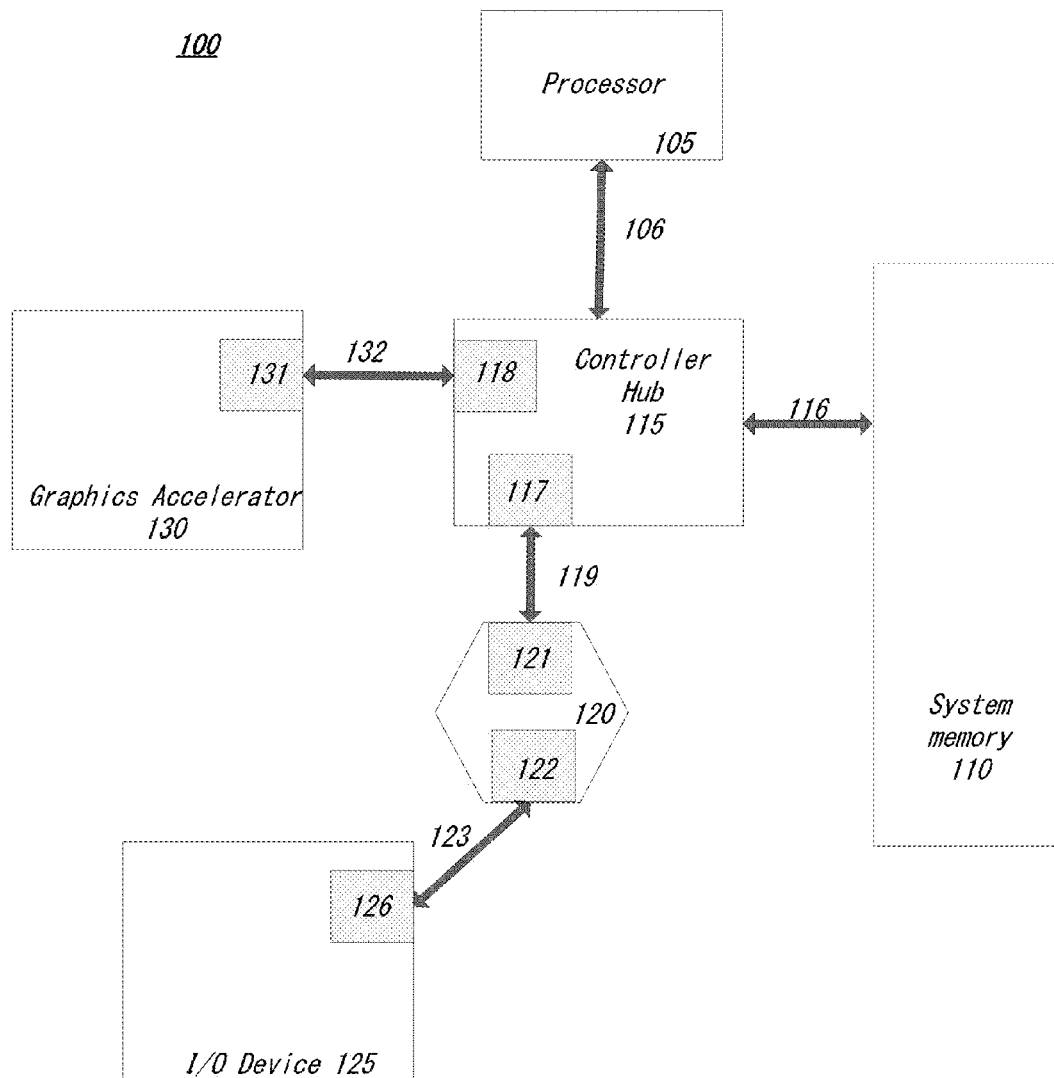 100
Processor
105
106
131
132
118
Controller
Hub
115
116
Graphics Accelerator
130
117
119
121
120
122
System
memory
110
123
126
I/O Device 125